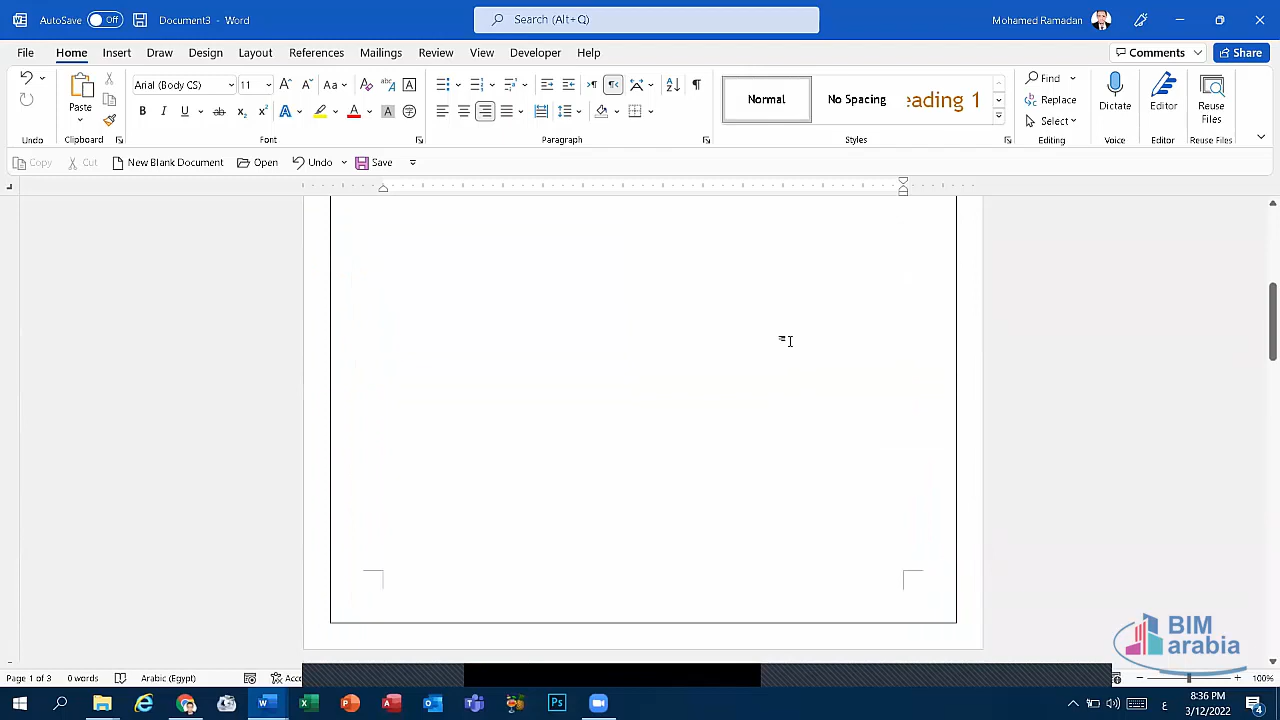 AutoSave Off Document3 - Word Search (Alt+Q) Mohamed Ramadan
File Home Insert Draw Design Layout References Mailings Review View Developer Help Comments Share
Paste Arial (Body CS) 11 Aa Normal No Spacing eading 1 Find Replace Select Dictate Editor Reuse Files
Undo Clipboard Font Paragraph Styles Editing Voice Editor Reuse Files
Copy Cut New Blank Document Open Undo Save
BIM
arabia
Page 1 of 3 0 words Arabic (Egypt) Acce 100%
8:36 PM
3/12/2022